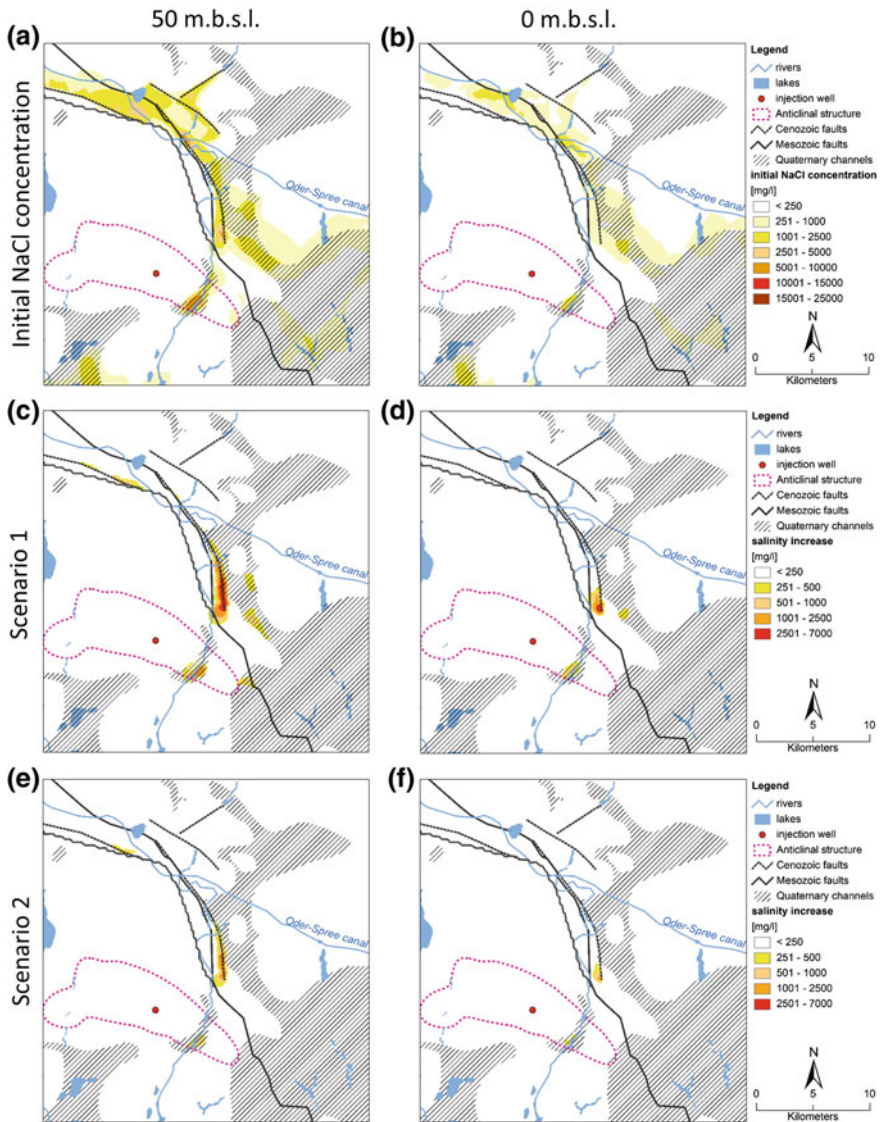 50 m.b.s.l.
0 m.b.s.l.
Initial NaCl concentration
(a)
Oder-Spree canal
(b)
Oder-Spree canal
Legend
rivers
lakes
injection well
Anticlinal structure
Cenozoic faults
Mesozoic faults
Quaternary channels
initial NaCl concentration
[mg/l]
< 250
251 - 1000
1001 - 2500
2501 - 5000
5001 - 10000
10001 - 15000
15001 - 25000
N
0 5 10
Kilometers
Scenario 1
(c)
Oder-Spree canal
(d)
Oder-Spree canal
Legend
rivers
lakes
injection well
Anticlinal structure
Cenozoic faults
Mesozoic faults
Quaternary channels
salinity increase
[mg/l]
< 250
251 - 500
501 - 1000
1001 - 2500
2501 - 7000
N
0 5 10
Kilometers
Scenario 2
(e)
Oder-Spree canal
(f)
Oder-Spree canal
Legend
rivers
lakes
injection well
Anticlinal structure
Cenozoic faults
Mesozoic faults
Quaternary channels
salinity increase
[mg/l]
< 250
251 - 500
501 - 1000
1001 - 2500
2501 - 7000
N
0 5 10
Kilometers